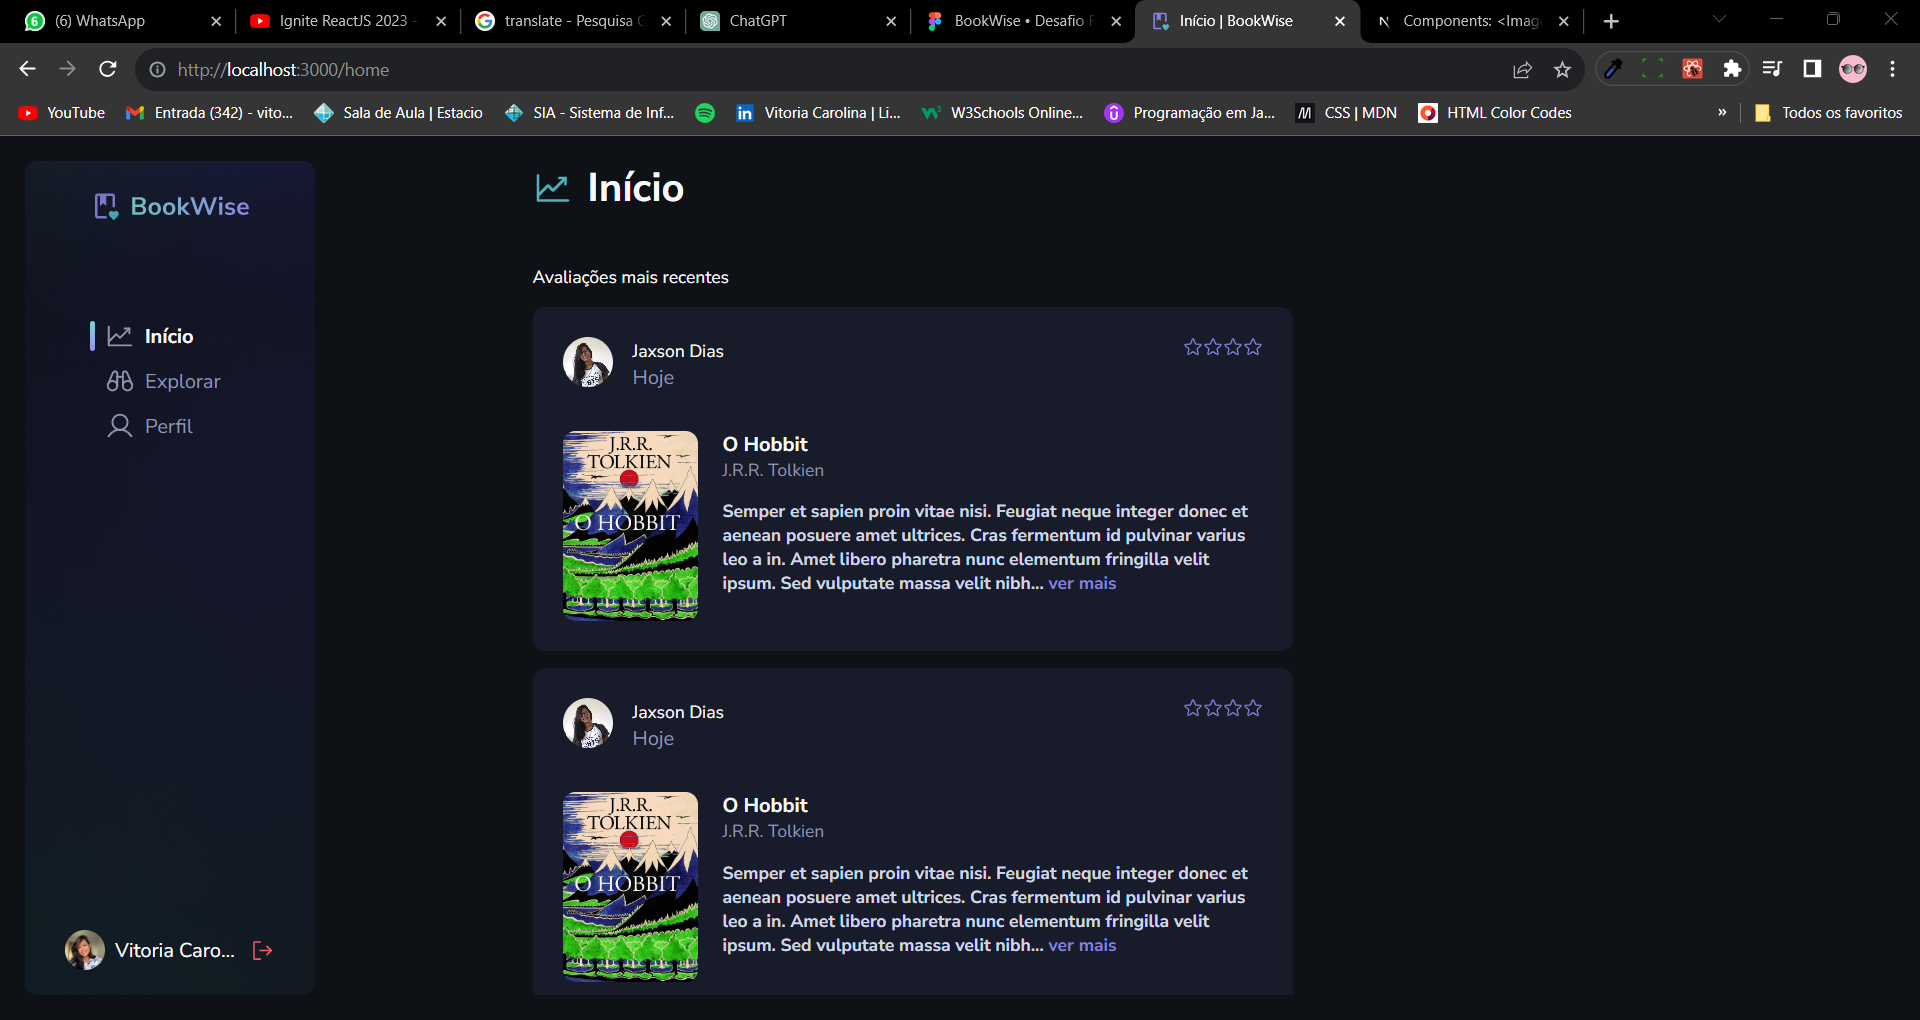 (6) WhatsApp
Ignite ReactJS 2023 -
translate - Pesquisa G
ChatGPT
BookWise • Desafio R
Início | BookWise
Components: <Imag
http://localhost:3000/home
YouTube
Entrada (342) - vito...
Sala de Aula | Estacio
SIA - Sistema de Inf...
Vitoria Carolina | Li...
W3Schools Online...
Programação em Ja...
CSS | MDN
HTML Color Codes
»
Todos os favoritos
BookWise
Início
Explorar
Perfil
Vitoria Caro...
Início
Avaliações mais recentes
Jaxson Dias
Hoje
J.R.R.
TOLKIEN
O HOBBIT
O Hobbit
J.R.R. Tolkien
Semper et sapien proin vitae nisi. Feugiat neque integer donec et
aenean posuere amet ultrices. Cras fermentum id pulvinar varius
leo a in. Amet libero pharetra nunc elementum fringilla velit
ipsum. Sed vulputate massa velit nibh... ver mais
Jaxson Dias
Hoje
J.R.R.
TOLKIEN
O HOBBIT
O Hobbit
J.R.R. Tolkien
Semper et sapien proin vitae nisi. Feugiat neque integer donec et
aenean posuere amet ultrices. Cras fermentum id pulvinar varius
leo a in. Amet libero pharetra nunc elementum fringilla velit
ipsum. Sed vulputate massa velit nibh... ver mais